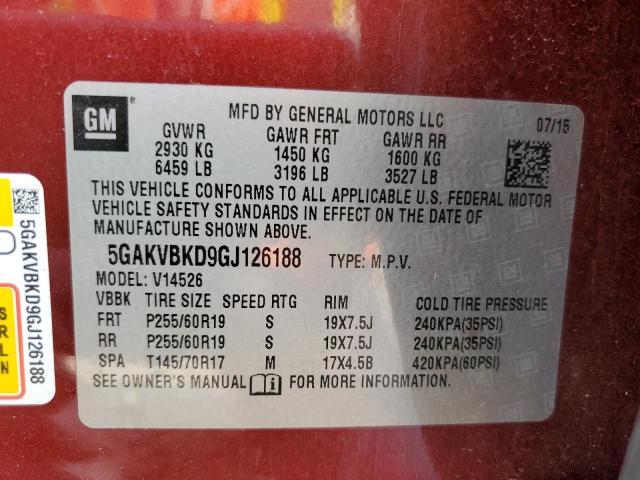 GM
MFD BY GENERAL MOTORS LLC
07/15
GVWR GAWR FRT GAWR RR
2930 KG 1450 KG 1600 KG
6459 LB 3196 LB 3527 LB
THIS VEHICLE CONFORMS TO ALL APPLICABLE U.S. FEDERAL MOTOR
VEHICLE SAFETY STANDARDS IN EFFECT ON THE DATE OF
MANUFACTURE SHOWN ABOVE.
5GAKVBKD9GJ126188 TYPE: M.P.V.
MODEL: V14526
VBBK TIRE SIZE SPEED RTG RIM COLD TIRE PRESSURE
FRT P255/60R19 S 19X7.5J 240KPA(35PSI)
RR P255/60R19 S 19X7.5J 240KPA(35PSI)
SPA T145/70R17 M 17X4.5B 420KPA(60PSI)
SEE OWNER'S MANUAL i FOR MORE INFORMATION.
5GAKVBKD9GJ126188